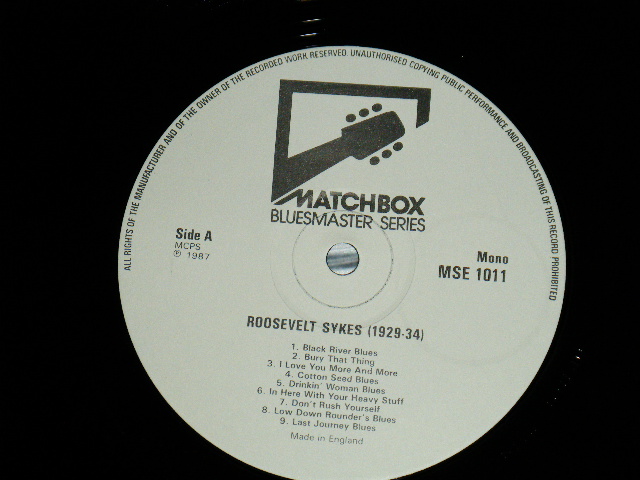 ALL RIGHTS OF THE MANUFACTURER AND OF THE OWNER OF THE RECORDED WORK RESERVED. UNAUTHORISED COPYING PUBLIC PERFORMANCE AND BROADCASTING OF THIS RECORD PROHIBITED
MATCHBOX
BLUESMASTER SERIES
Side A
MCPS
℗ 1987
Mono
MSE 1011
ROOSEVELT SYKES (1929-34)
1. Black River Blues
2. Bury That Thing
3. I Love You More And More
4. Cotton Seed Blues
5. Drinkin' Woman Blues
6. In Here With Your Heavy Stuff
7. Don't Rush Yourself
8. Low Down Rounder's Blues
9. Last Journey Blues
Made in England